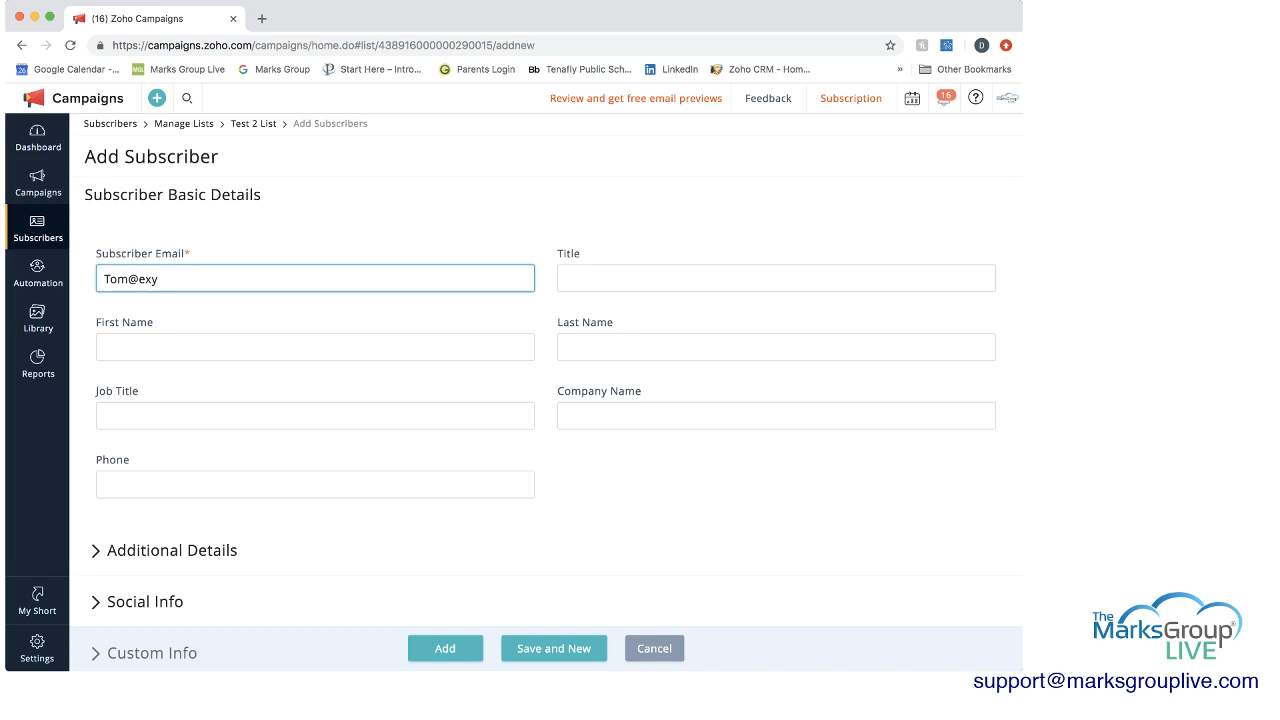 (16) Zoho Campaigns
https://campaigns.zoho.com/campaigns/home.do#list/438916000000290015/addnew
D
26 Google Calendar -... MGL Marks Group Live G Marks Group Start Here – Intro... G Parents Login Bb Tenafly Public Sch... in LinkedIn Zoho CRM - Hom... » Other Bookmarks
Campaigns Review and get free email previews Feedback Subscription 16
Subscribers > Manage Lists > Test 2 List > Add Subscribers
Dashboard
Campaigns
Subscribers
Automation
Library
Reports
My Short
Settings
Add Subscriber
Subscriber Basic Details
Subscriber Email* Title
Tom@exy
First Name Last Name
Job Title Company Name
Phone
Additional Details
Social Info
Custom Info
Add Save and New Cancel
The
MarksGroup®
LIVE
support@marksgrouplive.com